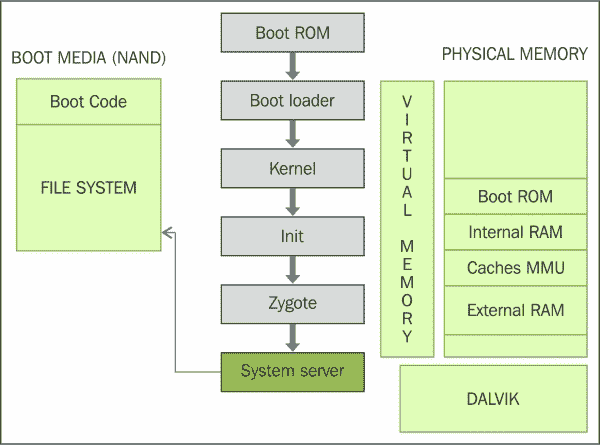 BOOT MEDIA (NAND)
Boot Code
FILE SYSTEM
Boot ROM
Boot loader
Kernel
Init
Zygote
System server
VIRTUAL MEMORY
PHYSICAL MEMORY
Boot ROM
Internal RAM
Caches MMU
External RAM
DALVIK